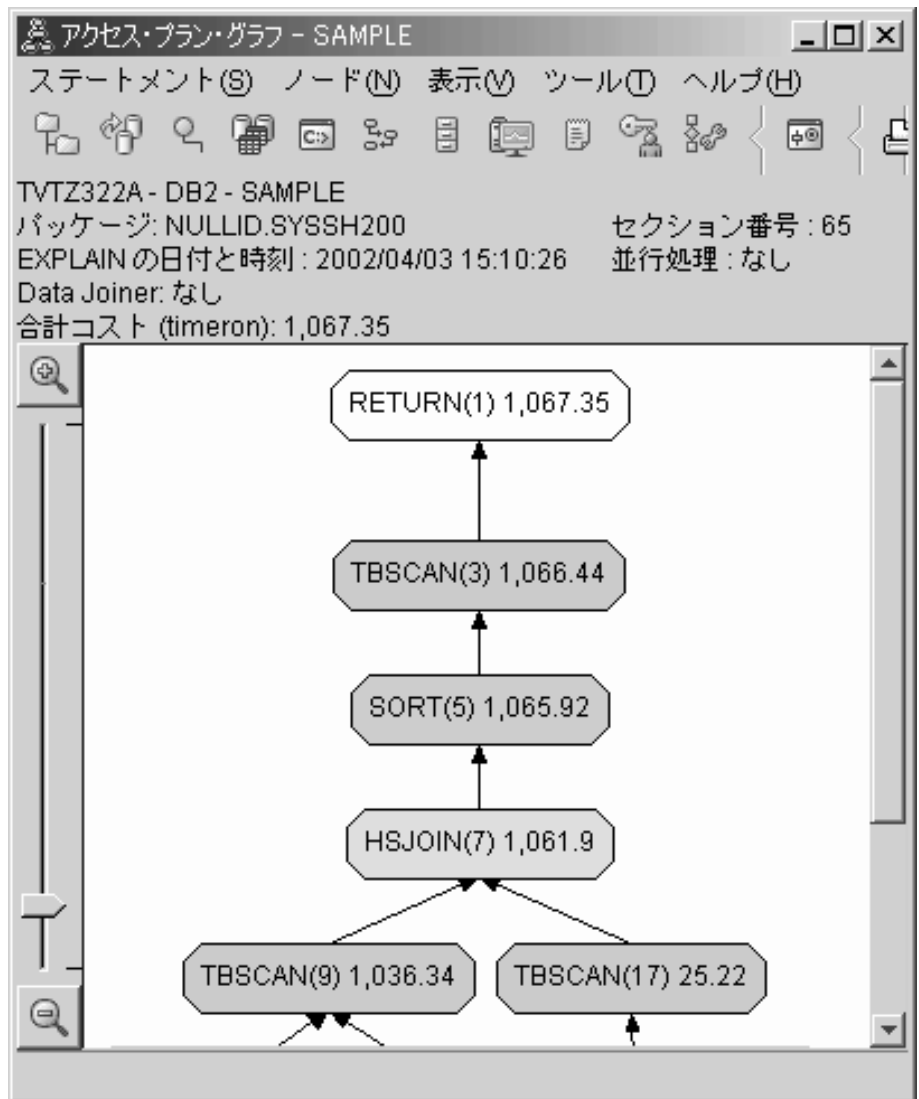 アクセス・プラン・グラフ - SAMPLE
ステートメント(S) ノード(N) 表示(V) ツール(T) ヘルプ(H)
C:>
TVTZ322A - DB2 - SAMPLE
パッケージ: NULLID.SYSSH200 セクション番号 : 65
EXPLAIN の日付と時刻 : 2002/04/03 15:10:26 並行処理 : なし
Data Joiner: なし
合計コスト (timeron): 1,067.35
RETURN(1) 1,067.35
TBSCAN(3) 1,066.44
SORT(5) 1,065.92
HSJOIN(7) 1,061.9
TBSCAN(9) 1,036.34 TBSCAN(17) 25.22